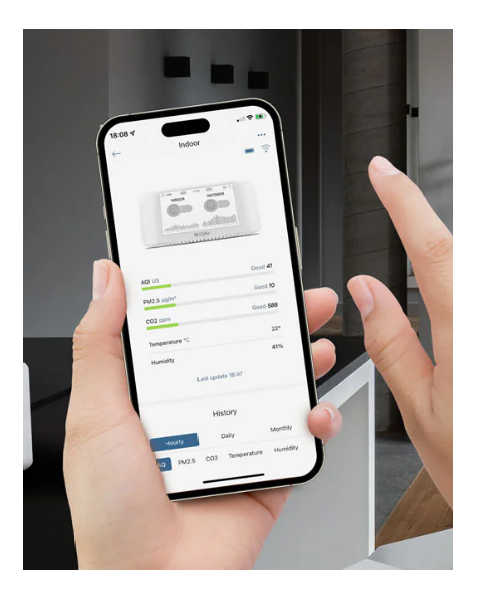 18:08
Indoor
INDOOR OUTDOOR
IQAir
AQI US Good 41
PM2.5 µg/m³ Good 10
CO2 ppm Good 588
Temperature °C 22°
Humidity 41%
Last update 18:07
History
Hourly Daily Monthly
PM2.5 CO2 Temperature Humidity